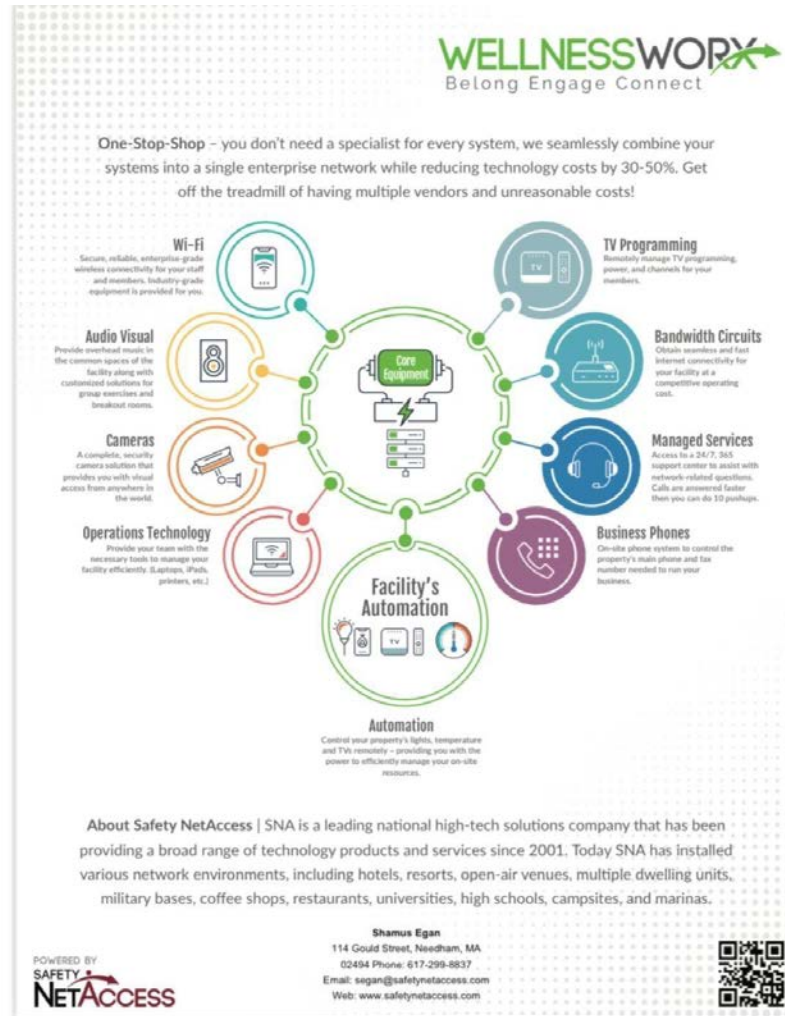 WELLNESSWORX
Belong Engage Connect
One-Stop-Shop – you don't need a specialist for every system, we seamlessly combine your
systems into a single enterprise network while reducing technology costs by 30-50%. Get
off the treadmill of having multiple vendors and unreasonable costs!
Wi-Fi
Secure, reliable, enterprise-grade
wireless connectivity for your staff
and members. Industry-grade
equipment is provided for you.
TV Programming
Remotely manage TV programming,
power, and channels for your
members.
TV
Audio Visual
Provide overhead music in
the common spaces of the
facility along with
customized solutions for
group exercises and
breakout rooms.
Core
Equipment
Bandwidth Circuits
Obtain seamless and fast
internet connectivity for
your facility at a
competitive operating
cost.
Cameras
A complete, security
camera solution that
provides you with visual
access from anywhere in
the world.
Managed Services
Access to a 24/7, 365
support center to assist with
network-related questions.
Calls are answered faster
then you can do 10 pushups.
Operations Technology
Provide your team with the
necessary tools to manage your
facility efficiently. (Laptops, iPads,
printers, etc.)
Business Phones
On-site phone system to control the
property's main phone and fax
number needed to run your
business.
Facility's
Automation
TV
Automation
Control your property's lights, temperature
and TVs remotely – providing you with the
power to efficiently manage your on-site
resources.
About Safety NetAccess | SNA is a leading national high-tech solutions company that has been
providing a broad range of technology products and services since 2001. Today SNA has installed
various network environments, including hotels, resorts, open-air venues, multiple dwelling units,
military bases, coffee shops, restaurants, universities, high schools, campsites, and marinas.
Shamus Egan
114 Gould Street, Needham, MA
02494 Phone: 617-299-8837
Email: segan@safetynetaccess.com
Web: www.safetynetaccess.com
POWERED BY
SAFETY
NETACCESS